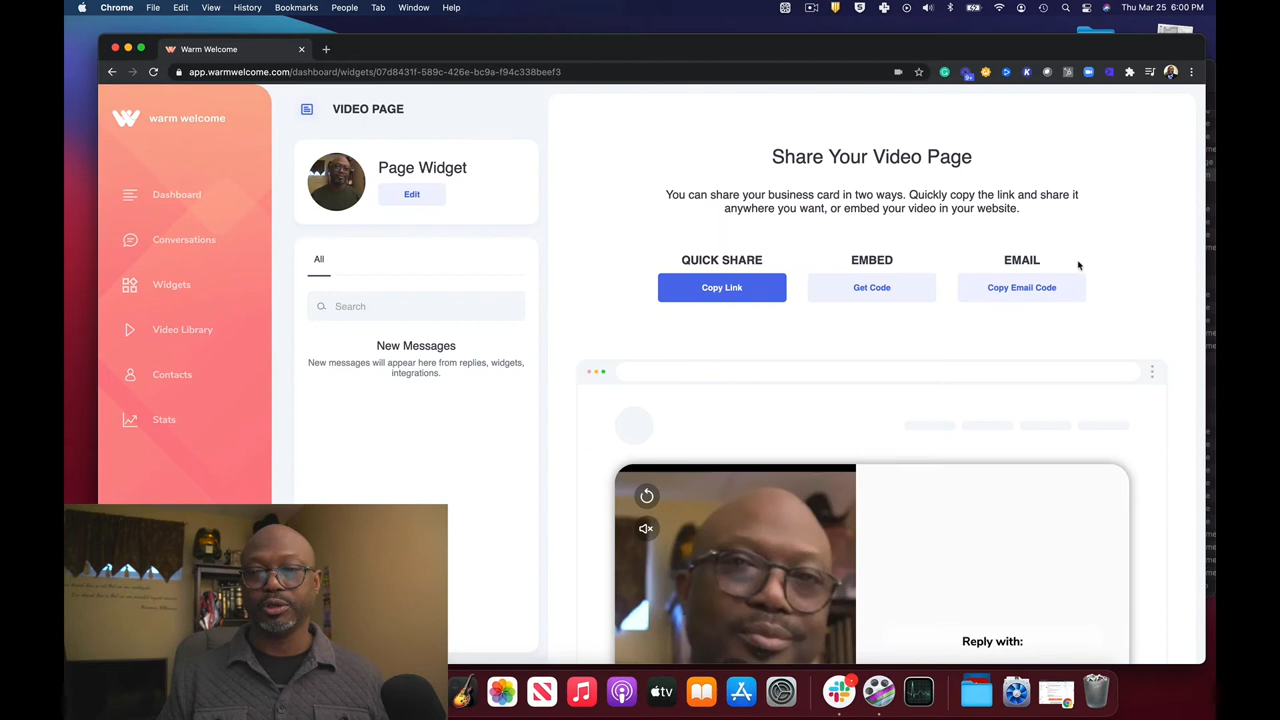 Chrome File Edit View History Bookmarks People Tab Window Help Thu Mar 25 6:00 PM
Warm Welcome
app.warmwelcome.com/dashboard/widgets/07d8431f-589c-426e-bc9a-f94c338beef3
warm welcome
Dashboard
Conversations
Widgets
Video Library
Contacts
Stats
VIDEO PAGE
Page Widget
Edit
All
Search
New Messages
New messages will appear here from replies, widgets,
integrations.
Share Your Video Page
You can share your business card in two ways. Quickly copy the link and share it
anywhere you want, or embed your video in your website.
QUICK SHARE EMBED EMAIL
Copy Link Get Code Copy Email Code
Reply with:
tv